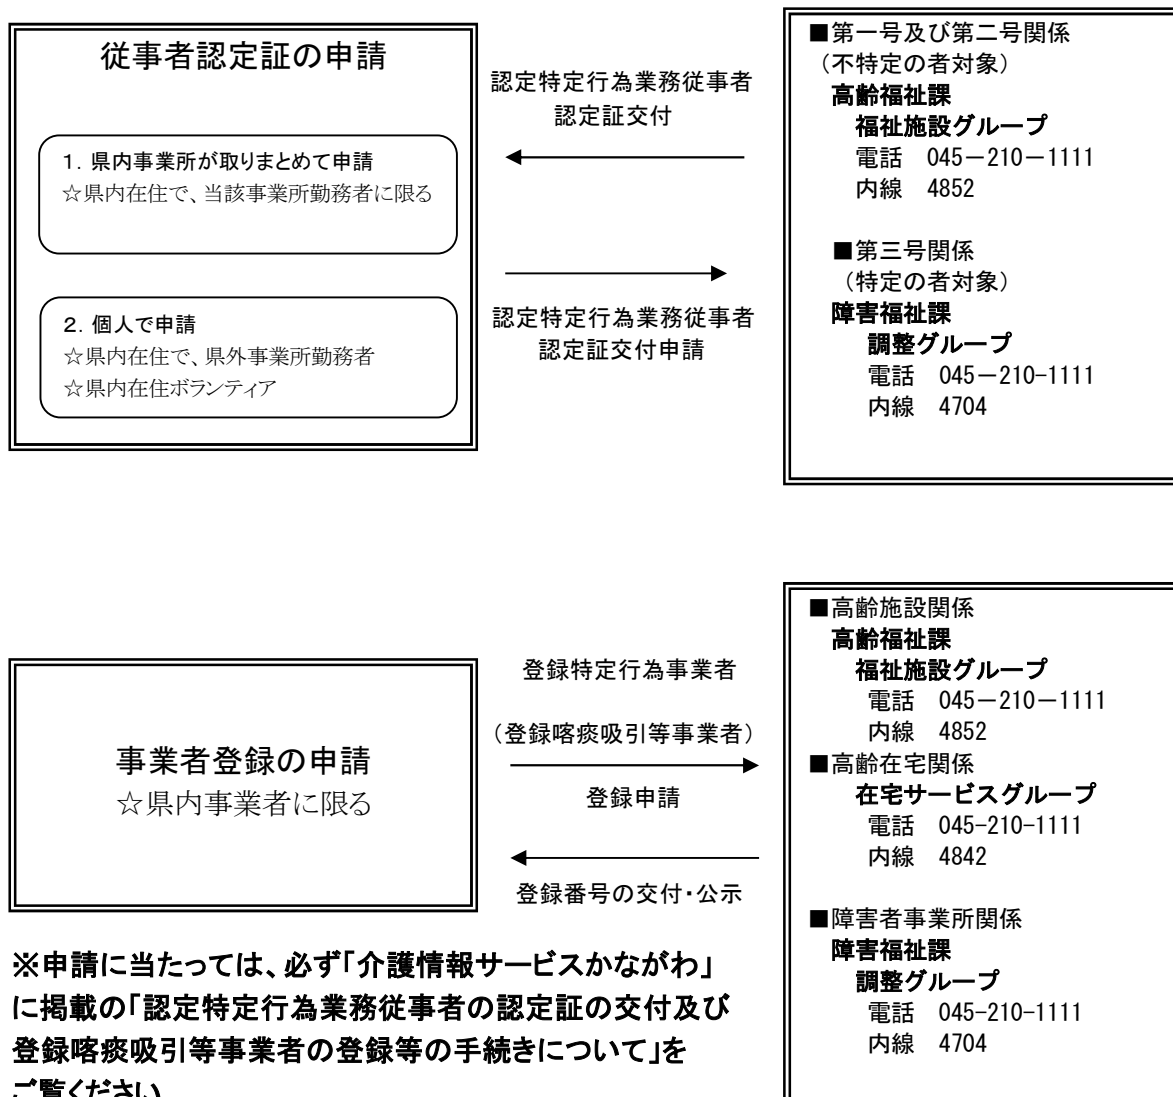 従事者認定証の申請
1．県内事業所が取りまとめて申請
☆県内在住で、当該事業所勤務者に限る
2．個人で申請
☆県内在住で、県外事業所勤務者
☆県内在住ボランティア
認定特定行為業務従事者
認定証交付
認定特定行為業務従事者
認定証交付申請
■第一号及び第二号関係
（不特定の者対象）
高齢福祉課
福祉施設グループ
電話　045－210－1111
内線　4852
■第三号関係
（特定の者対象）
障害福祉課
調整グループ
電話　045－210-1111
内線　4704
事業者登録の申請
☆県内事業者に限る
登録特定行為事業者
（登録喀痰吸引等事業者）
登録申請
登録番号の交付・公示
■高齢施設関係
高齢福祉課
福祉施設グループ
電話　045－210－1111
内線　4852
■高齢在宅関係
在宅サービスグループ
電話　045-210-1111
内線　4842
■障害者事業所関係
障害福祉課
調整グループ
電話　045-210-1111
内線　4704
※申請に当たっては、必ず「介護情報サービスかながわ」
に掲載の「認定特定行為業務従事者の認定証の交付及び
登録喀痰吸引等事業者の登録等の手続きについて」を
ご覧ください